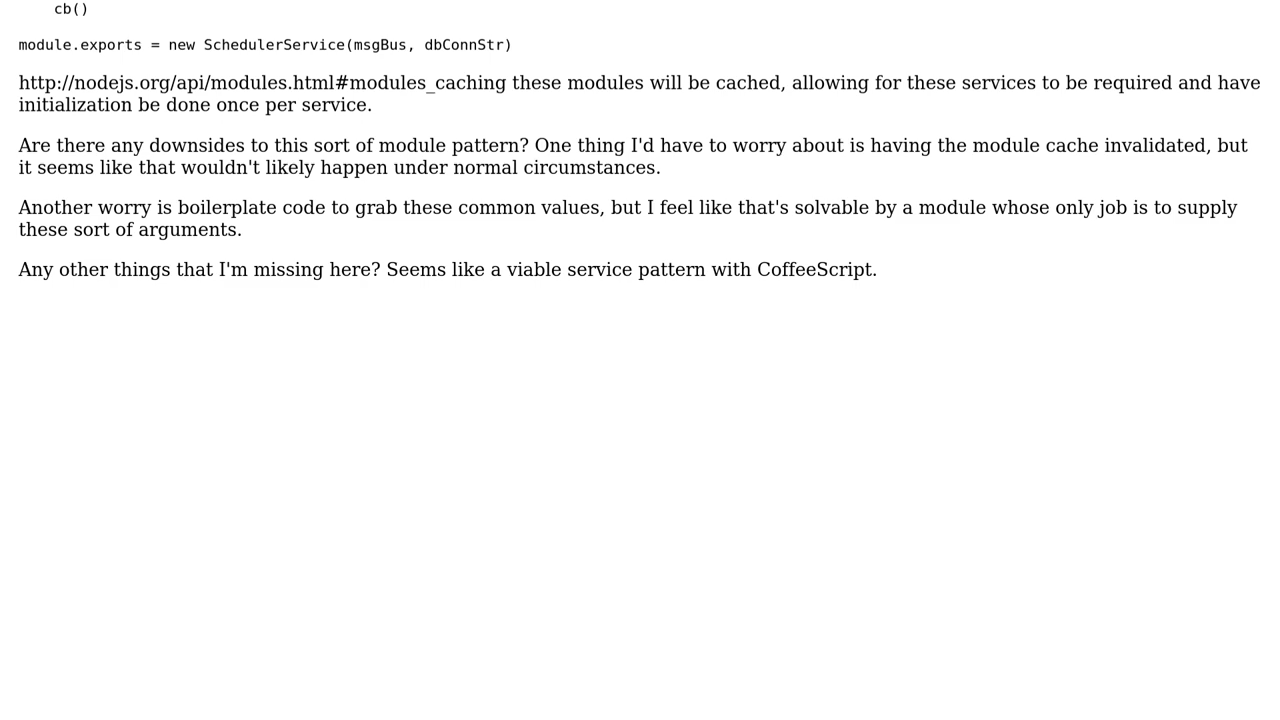 cb()
module.exports = new SchedulerService(msgBus, dbConnStr)
http://nodejs.org/api/modules.html#modules_caching these modules will be cached, allowing for these services to be required and have
initialization be done once per service.
Are there any downsides to this sort of module pattern? One thing I'd have to worry about is having the module cache invalidated, but
it seems like that wouldn't likely happen under normal circumstances.
Another worry is boilerplate code to grab these common values, but I feel like that's solvable by a module whose only job is to supply
these sort of arguments.
Any other things that I'm missing here? Seems like a viable service pattern with CoffeeScript.